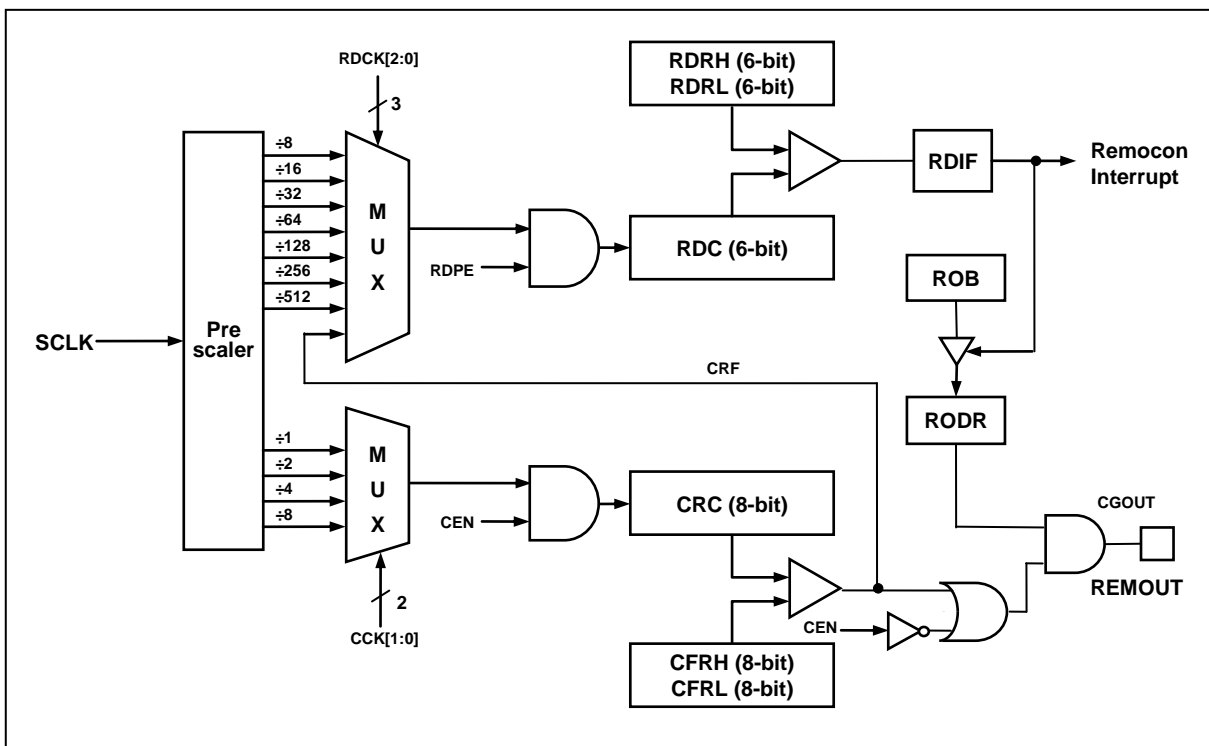 RDCK[2:0]
3
RDRH (6-bit)
RDRL (6-bit)
÷8
÷16
÷32
÷64
÷128
÷256
÷512
M
U
X
RDPE
RDC (6-bit)
RDIF
Remocon
Interrupt
ROB
SCLK
Pre
scaler
CRF
RODR
÷1
÷2
÷4
÷8
M
U
X
CEN
CRC (8-bit)
CGOUT
REMOUT
2
CCK[1:0]
CEN
CFRH (8-bit)
CFRL (8-bit)